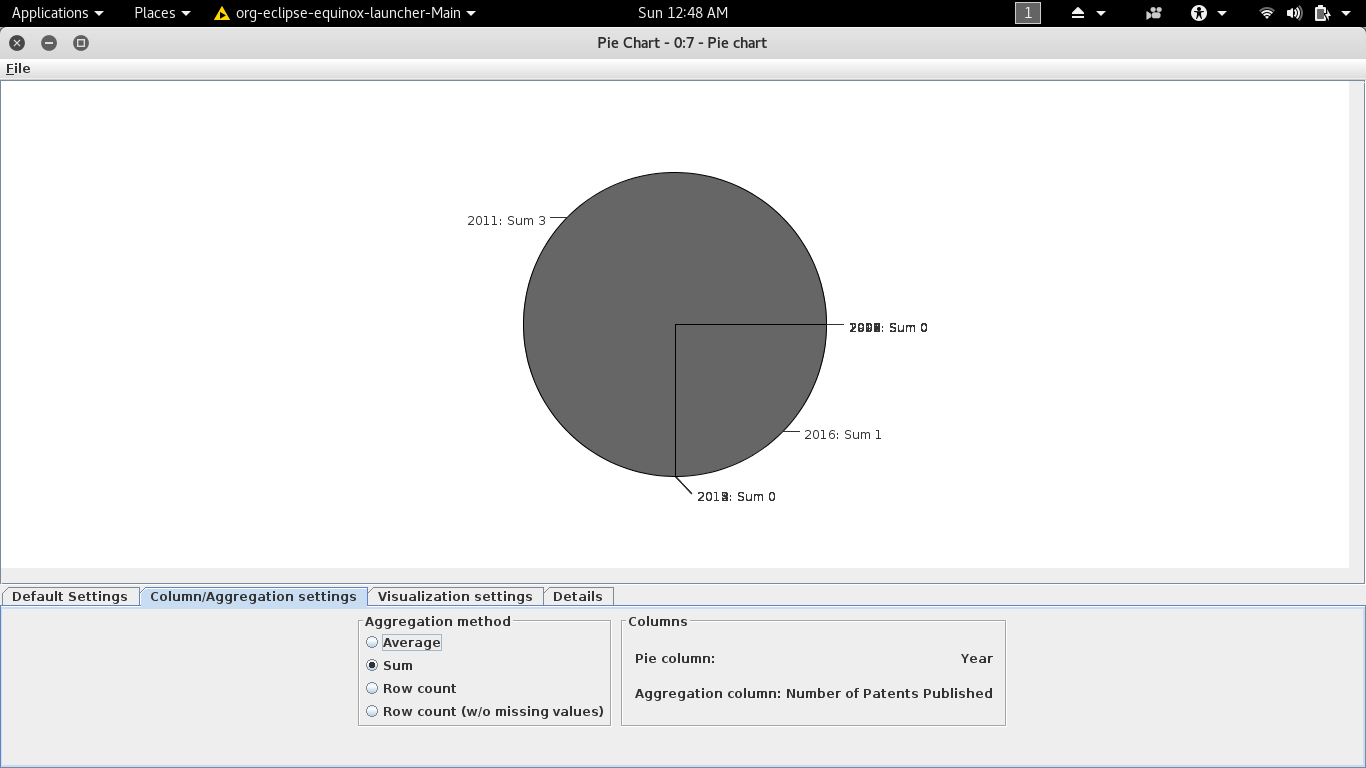 Applications Places org-eclipse-equinox-launcher-Main Sun 12:48 AM 1
Pie Chart - 0:7 - Pie chart
File
2011: Sum 3
Sum 0
2016: Sum 1
Sum 0
Default Settings Column/Aggregation settings Visualization settings Details
Aggregation method
Average
Sum
Row count
Row count (w/o missing values)
Columns
Pie column: Year
Aggregation column: Number of Patents Published